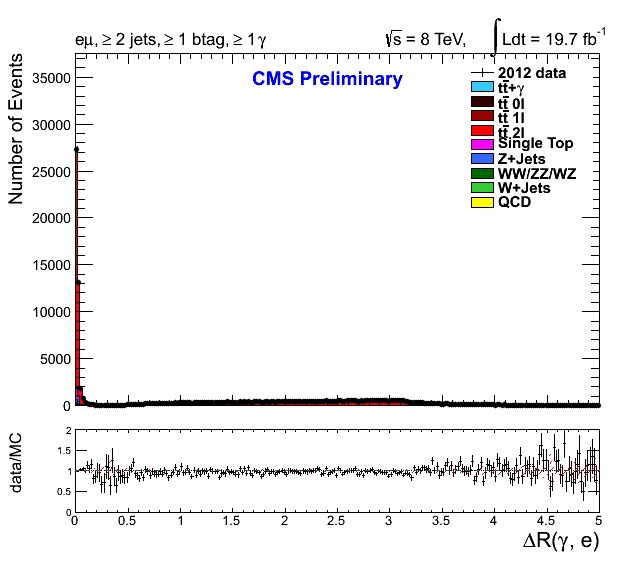 eμ, ≥ 2 jets, ≥ 1 btag, ≥ 1 γ
√s = 8 TeV, ∫ Ldt = 19.7 fb⁻¹
CMS Preliminary
Number of Events
35000
30000
25000
20000
15000
10000
5000
0
2012 data
tt̄+γ
tt̄ 0l
tt̄ 1l
tt̄ 2l
Single Top
Z+Jets
WW/ZZ/WZ
W+Jets
QCD
data/MC
2
1.5
1
0.5
0
0 0.5 1 1.5 2 2.5 3 3.5 4 4.5 5
ΔR(γ, e)